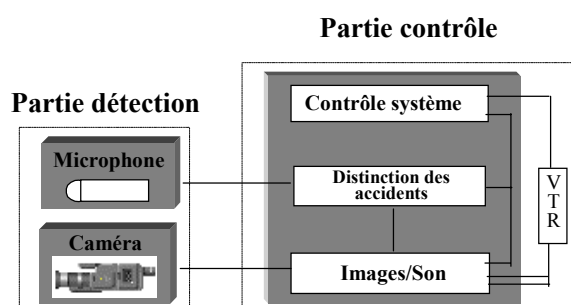 Partie contrôle
Partie détection
Contrôle système
Microphone
Distinction des
accidents
V
T
R
Caméra
Images/Son